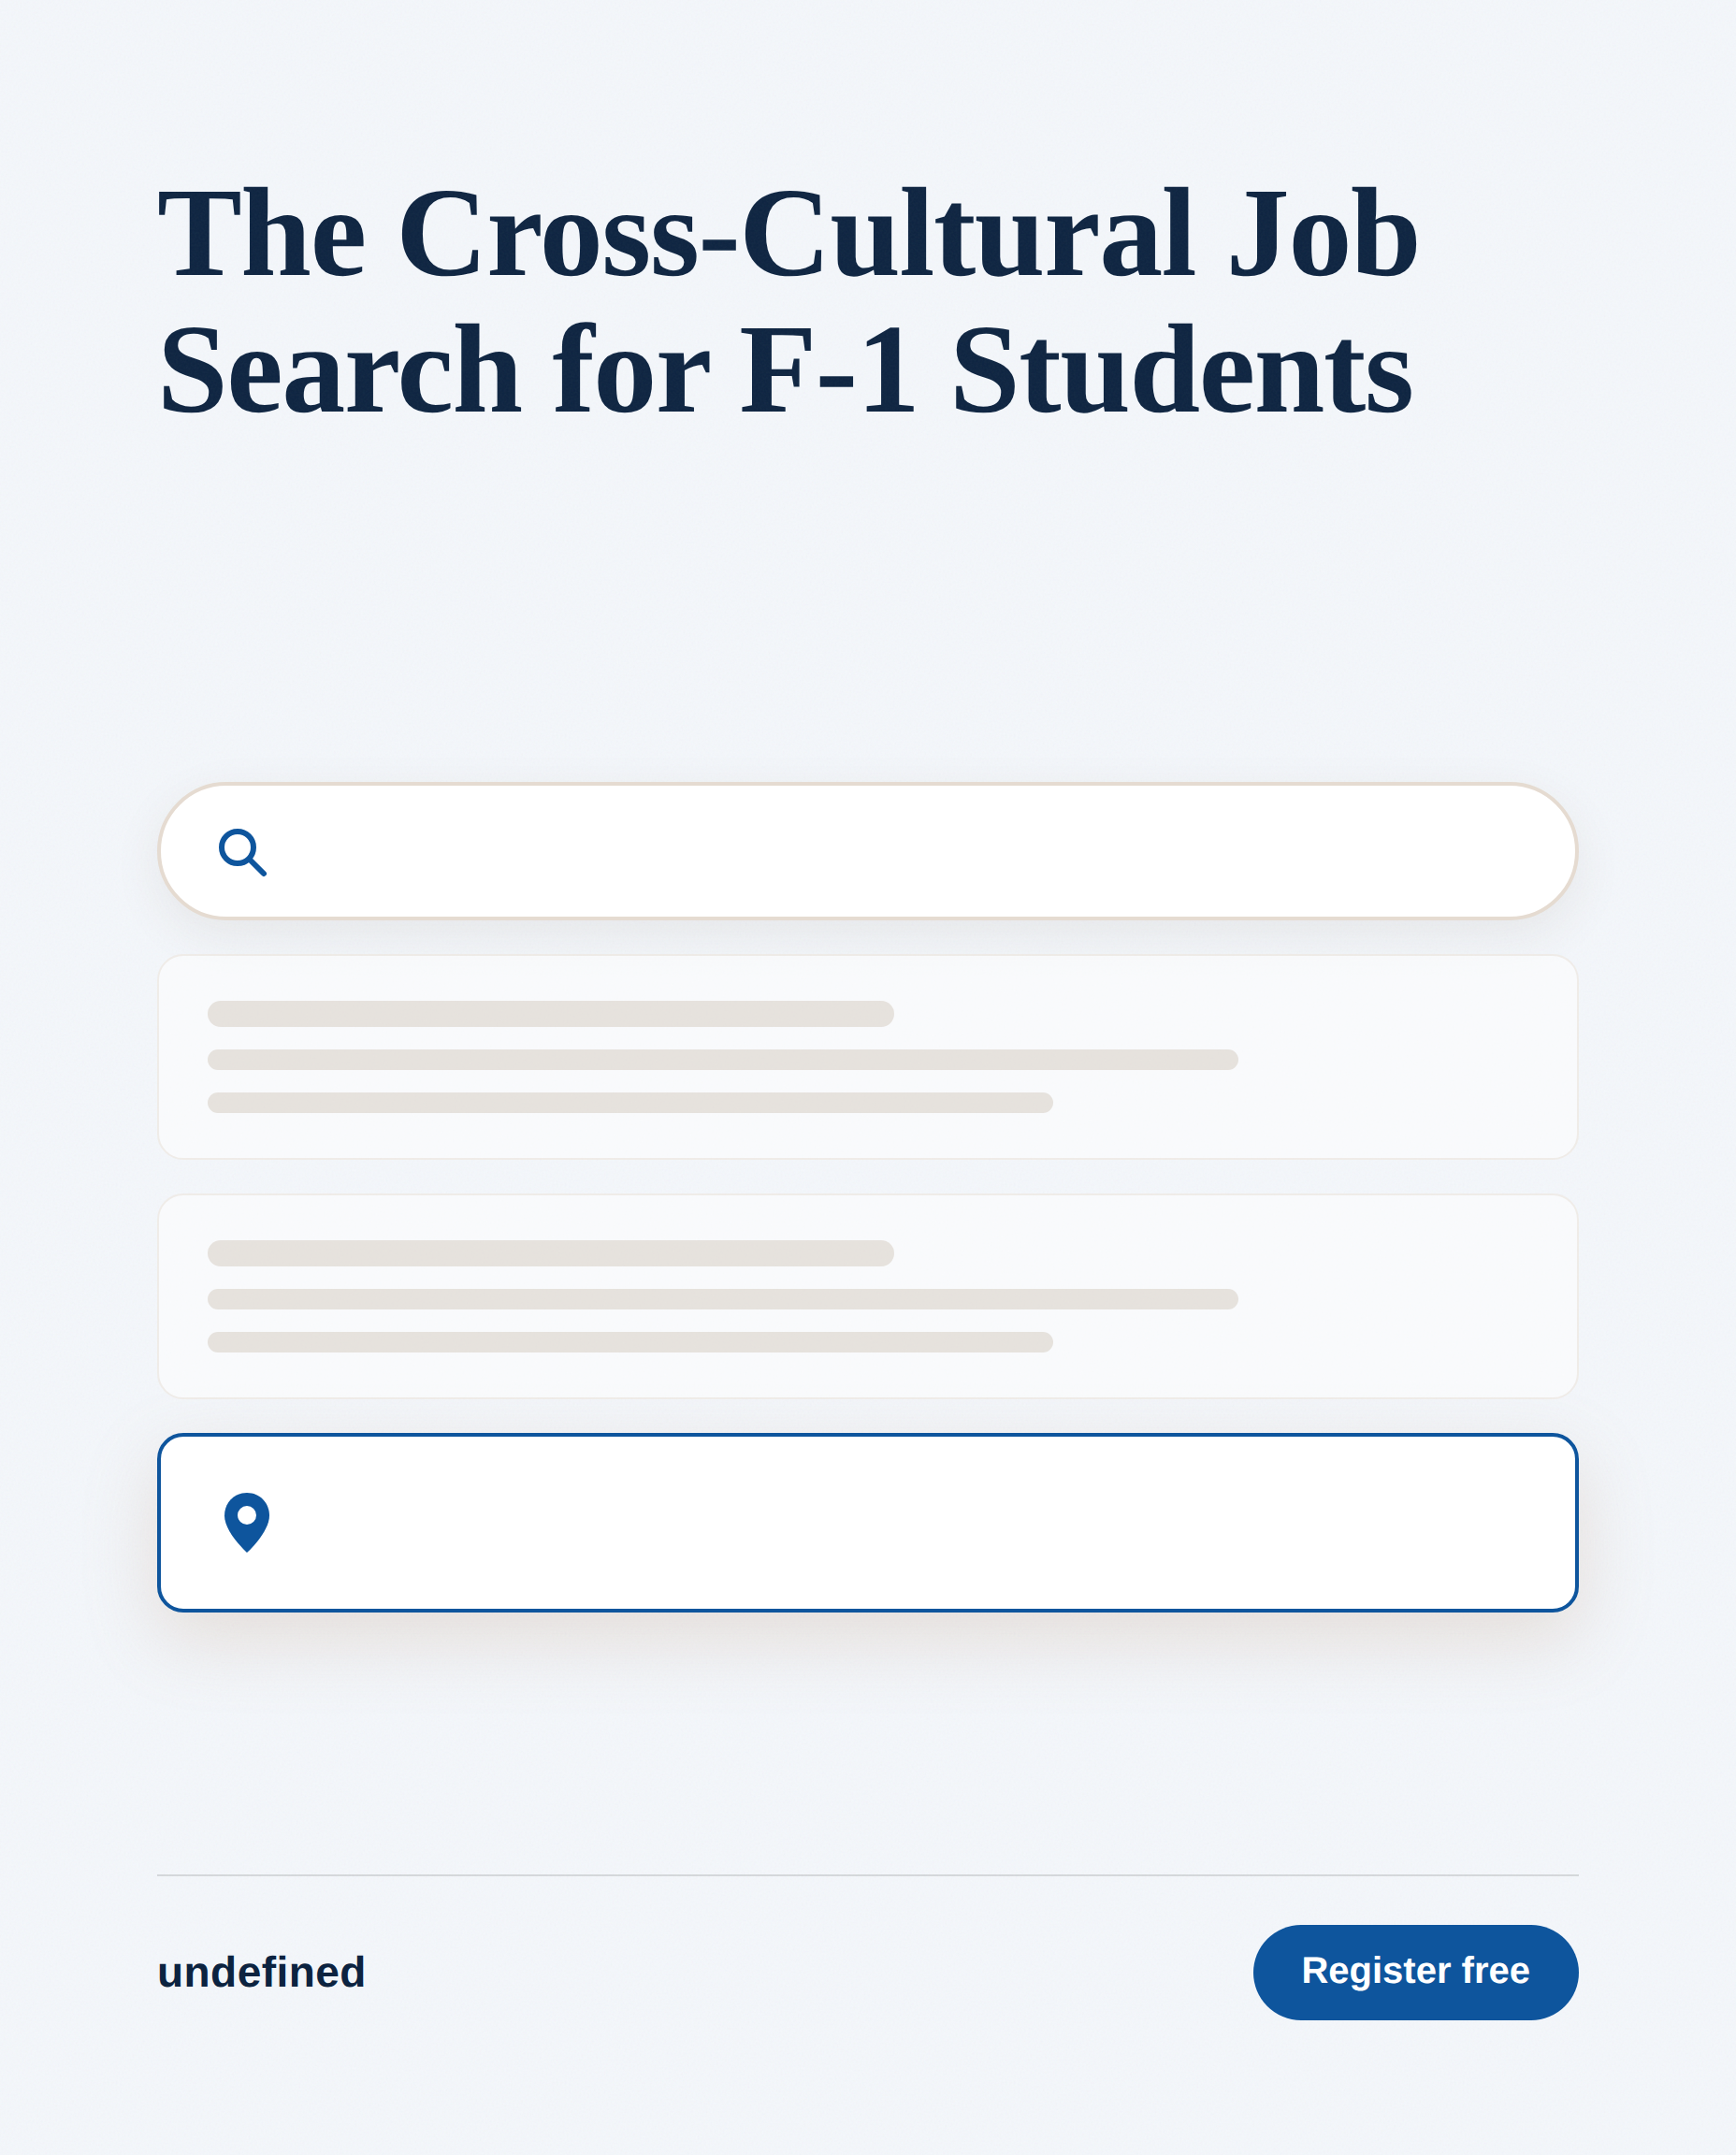 The Cross-Cultural Job
Search for F-1 Students
undefined
Register free